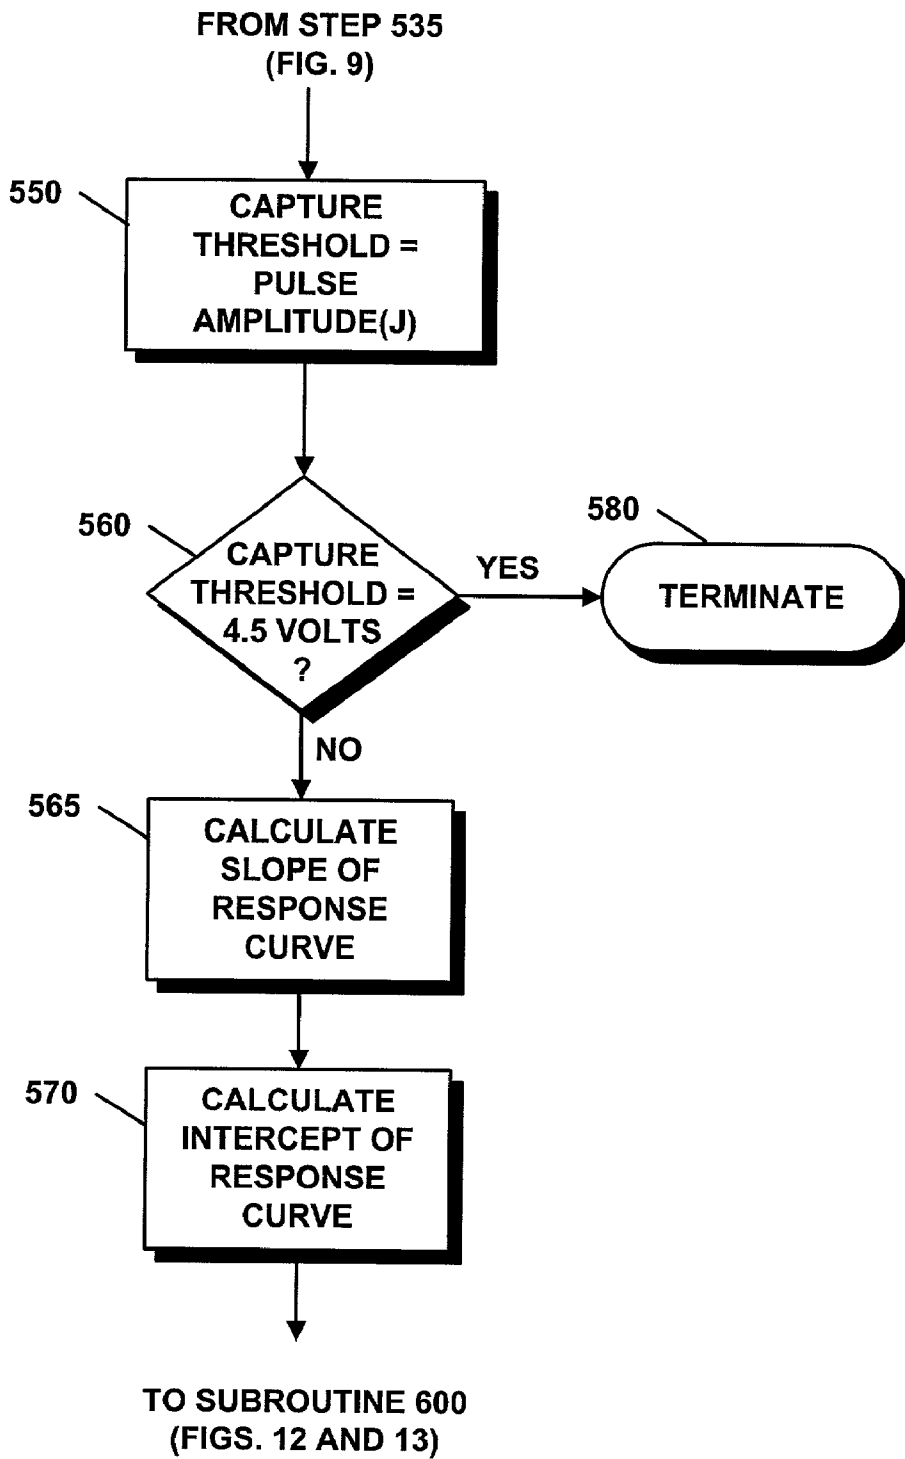 FROM STEP 535
(FIG. 9)
550
CAPTURE
THRESHOLD =
PULSE
AMPLITUDE(J)
560
CAPTURE
THRESHOLD =
4.5 VOLTS
?
YES
580
TERMINATE
NO
565
CALCULATE
SLOPE OF
RESPONSE
CURVE
570
CALCULATE
INTERCEPT OF
RESPONSE
CURVE
TO SUBROUTINE 600
(FIGS. 12 AND 13)